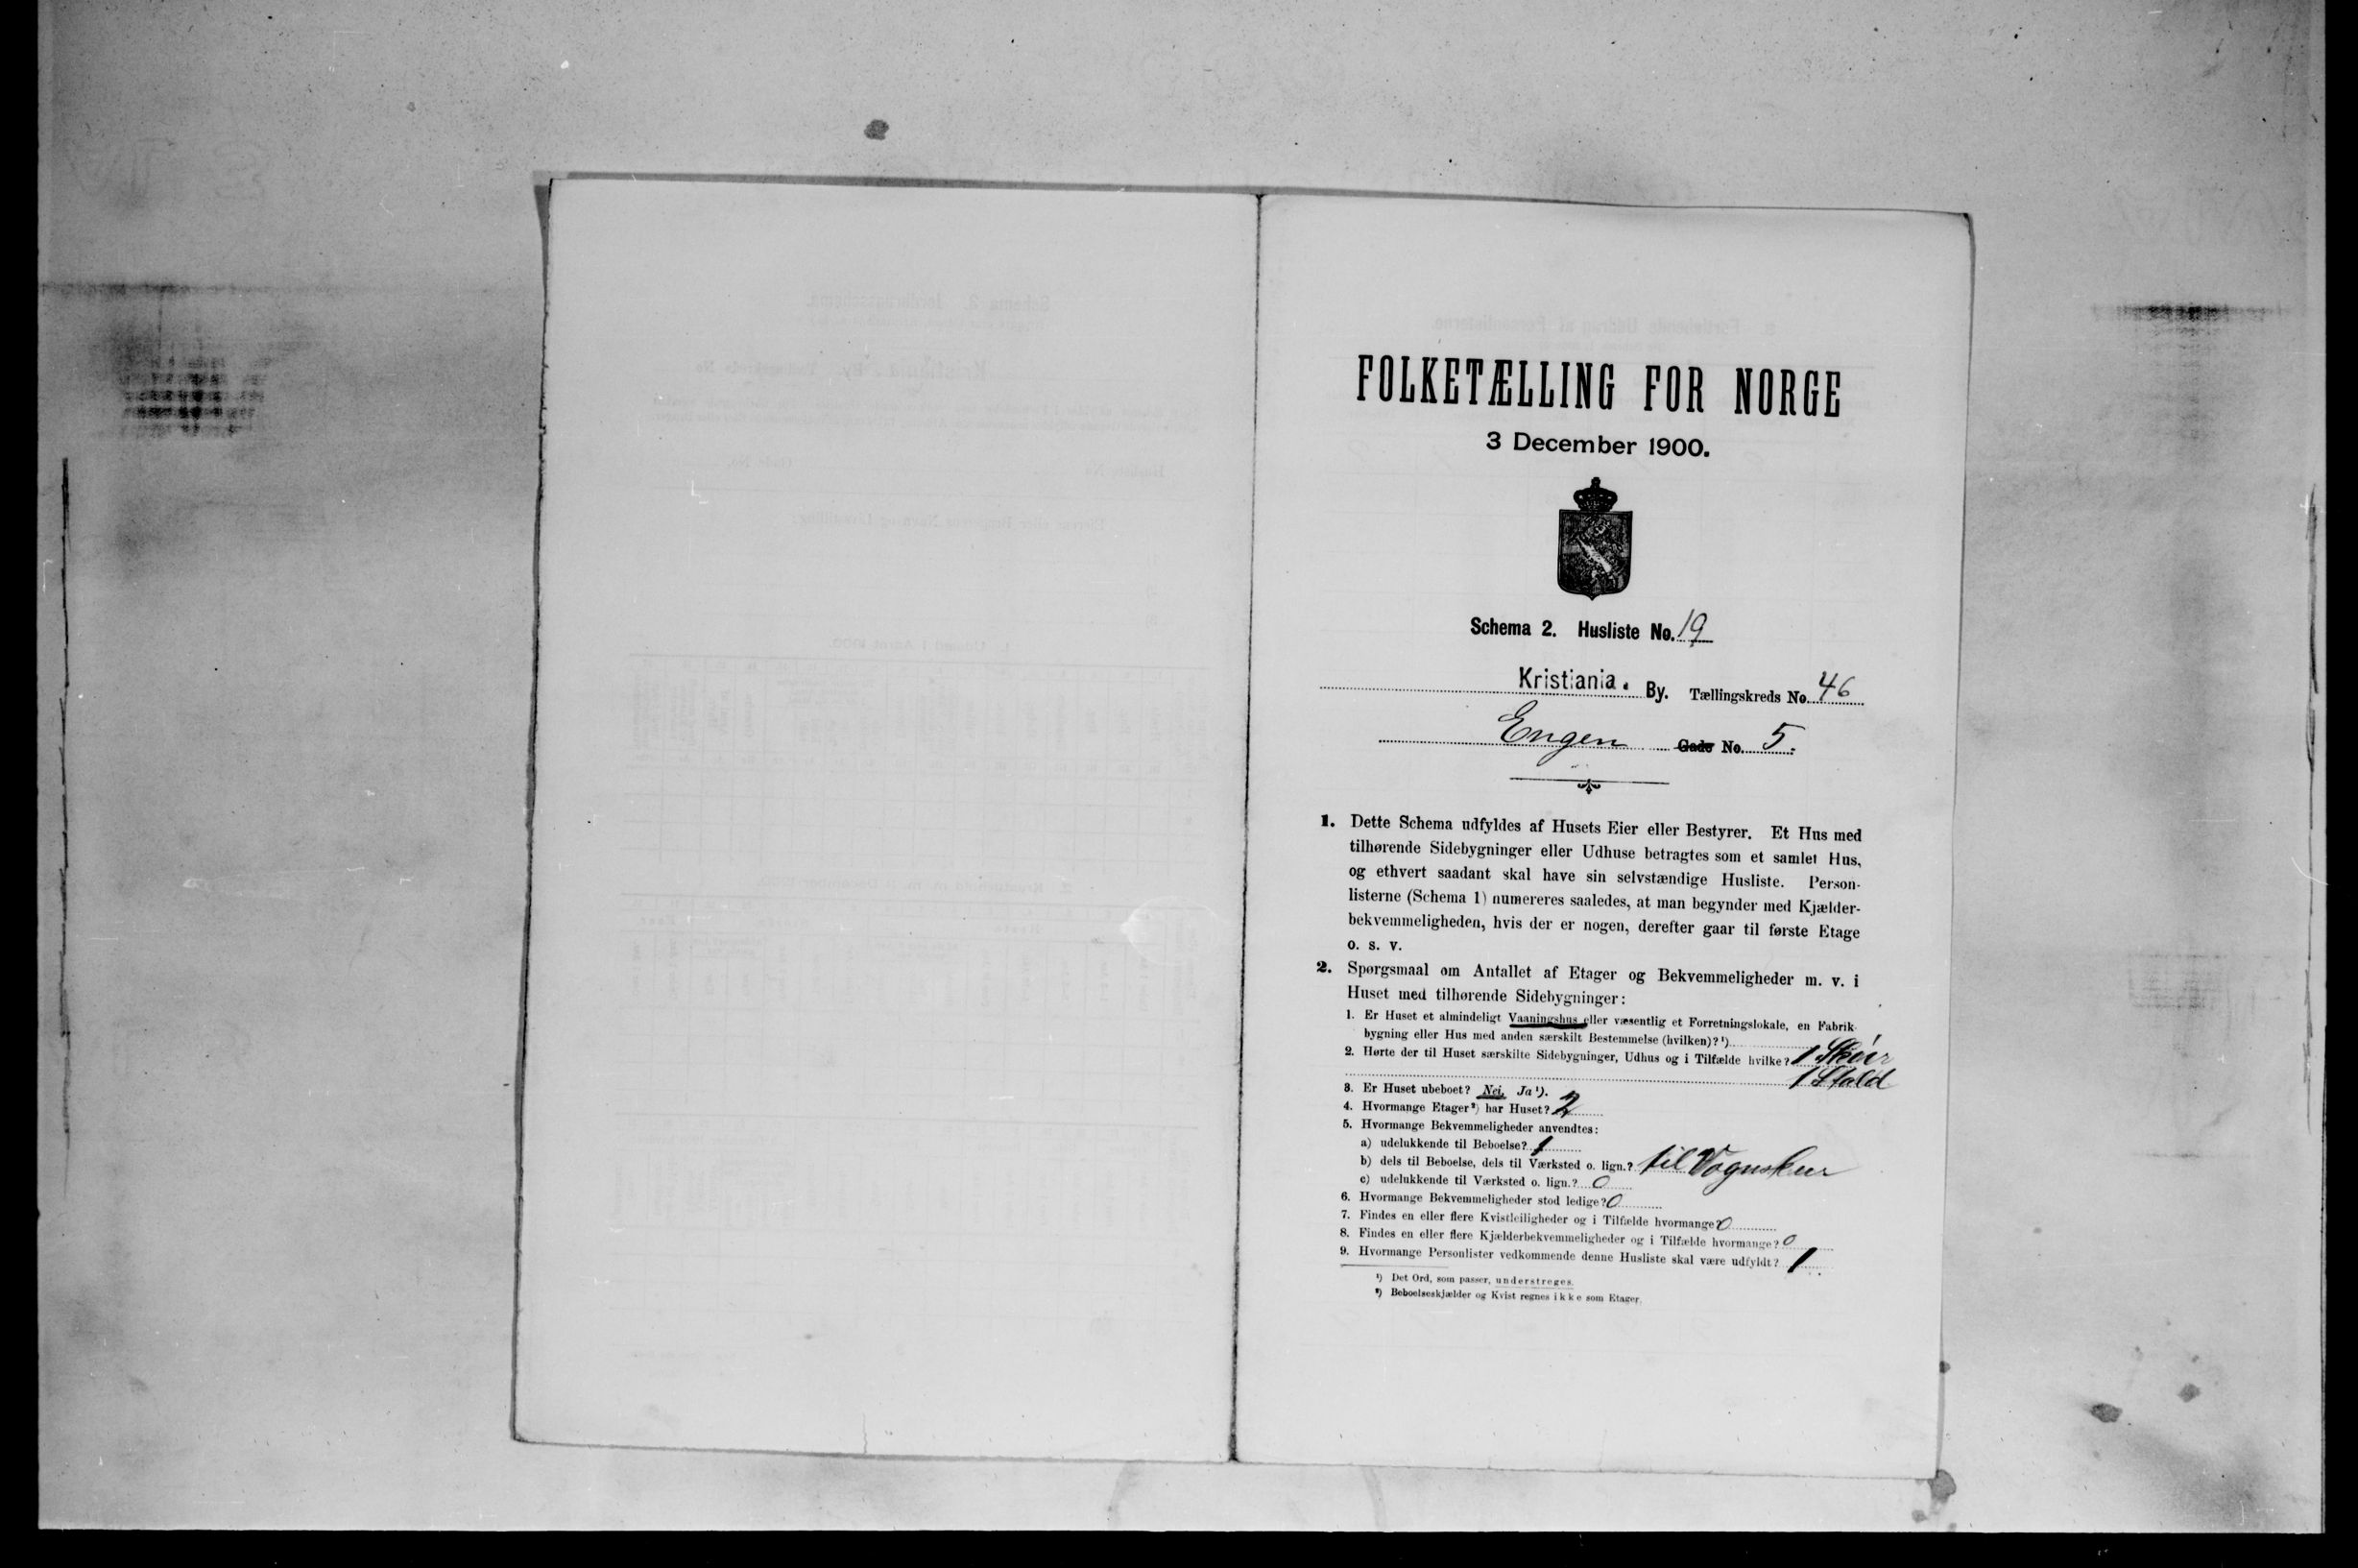 FOLKETÆLLING FOR NORGE
3 December 1900.
Schema 2. Husliste No. 19
Kristiania. By. Tællingskreds No. 46
Engen Gade No. 5.
1. Dette Schema udfyldes af Husets Eier eller Bestyrer. Et Hus med
tilhørende Sidebygninger eller Udhuse betragtes som et samlet Hus,
og ethvert saadant skal have sin selvstændige Husliste. Person-
listerne (Schema 1) numereres saaledes, at man begynder med Kjælder-
bekvemmeligheden, hvis der er nogen, derefter gaar til første Etage
o. s. v.
2. Spørgsmaal om Antallet af Etager og Bekvemmeligheder m. v. i
Huset med tilhørende Sidebygninger:
1. Er Huset et almindeligt Vaaningshus eller væsentlig et Forretningslokale, en Fabrik-
bygning eller Hus med anden særskilt Bestemmelse (hvilken)?¹)
2. Hørte der til Huset særskilte Sidebygninger, Udhus og i Tilfælde hvilke? 1 Skur
1 Stald
3. Er Huset ubeboet? Nei. Ja¹).
4. Hvormange Etager²) har Huset? 2
5. Hvormange Bekvemmeligheder anvendtes:
a) udelukkende til Beboelse? 1
b) dels til Beboelse, dels til Værksted o. lign.? til Vognskur
c) udelukkende til Værksted o. lign.? 0
6. Hvormange Bekvemmeligheder stod ledige? 0
7. Findes en eller flere Kvistleiligheder og i Tilfælde hvormange? 0
8. Findes en eller flere Kjælderbekvemmeligheder og i Tilfælde hvormange? 0
9. Hvormange Personlister vedkommende denne Husliste skal være udfyldt? 1
¹) Det Ord, som passer, understreges.
²) Beboelseskjælder og Kvist regnes ikke som Etager.